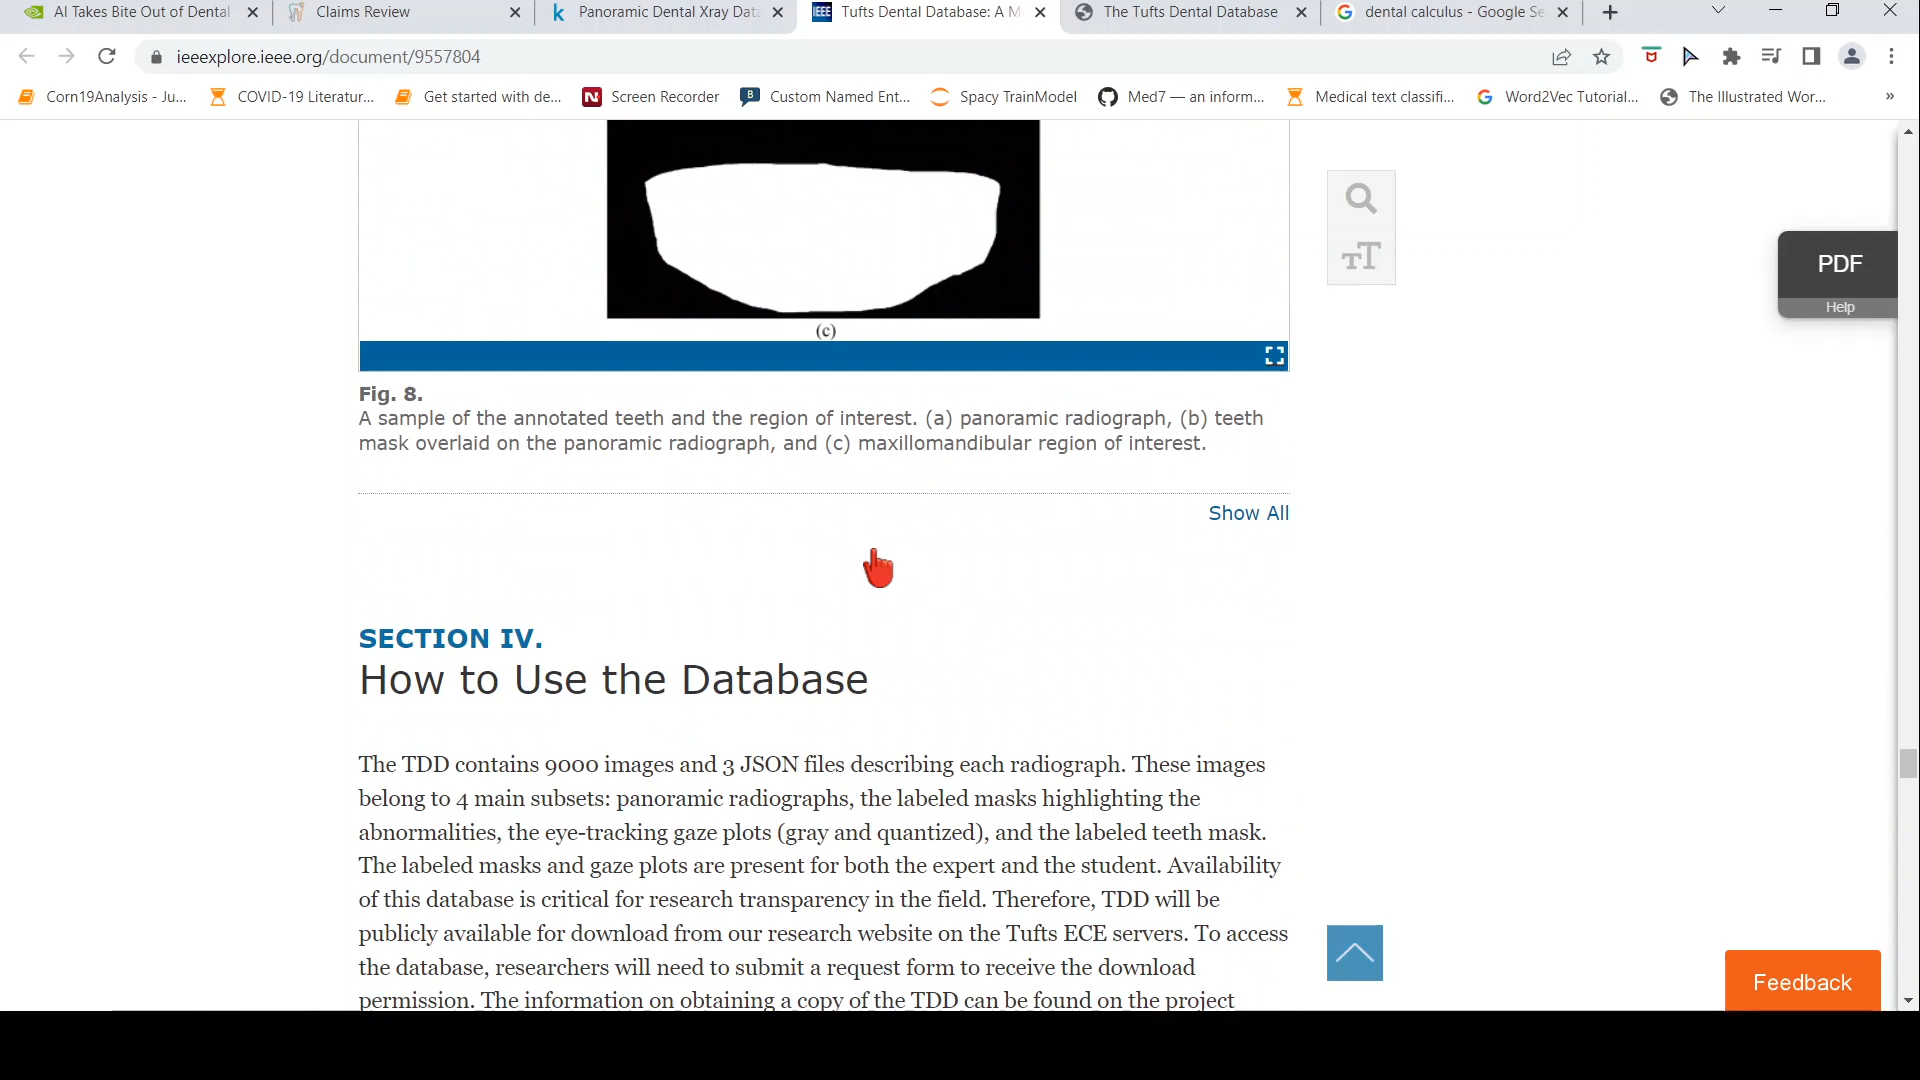 AI Takes Bite Out of Dental
Claims Review
Panoramic Dental Xray Data
IEEE
Tufts Dental Database: A M
The Tufts Dental Database
dental calculus - Google Se
ieeexplore.ieee.org/document/9557804
Corn19Analysis - Ju...
COVID-19 Literatur...
Get started with de...
Screen Recorder
Custom Named Ent...
Spacy TrainModel
Med7 — an inform...
Medical text classifi...
Word2Vec Tutorial...
The Illustrated Wor...
»
TT
PDF
Help
(c)
Fig. 8.
A sample of the annotated teeth and the region of interest. (a) panoramic radiograph, (b) teeth
mask overlaid on the panoramic radiograph, and (c) maxillomandibular region of interest.
Show All
SECTION IV.
How to Use the Database
The TDD contains 9000 images and 3 JSON files describing each radiograph. These images
belong to 4 main subsets: panoramic radiographs, the labeled masks highlighting the
abnormalities, the eye-tracking gaze plots (gray and quantized), and the labeled teeth mask.
The labeled masks and gaze plots are present for both the expert and the student. Availability
of this database is critical for research transparency in the field. Therefore, TDD will be
publicly available for download from our research website on the Tufts ECE servers. To access
the database, researchers will need to submit a request form to receive the download
permission. The information on obtaining a copy of the TDD can be found on the project
Feedback